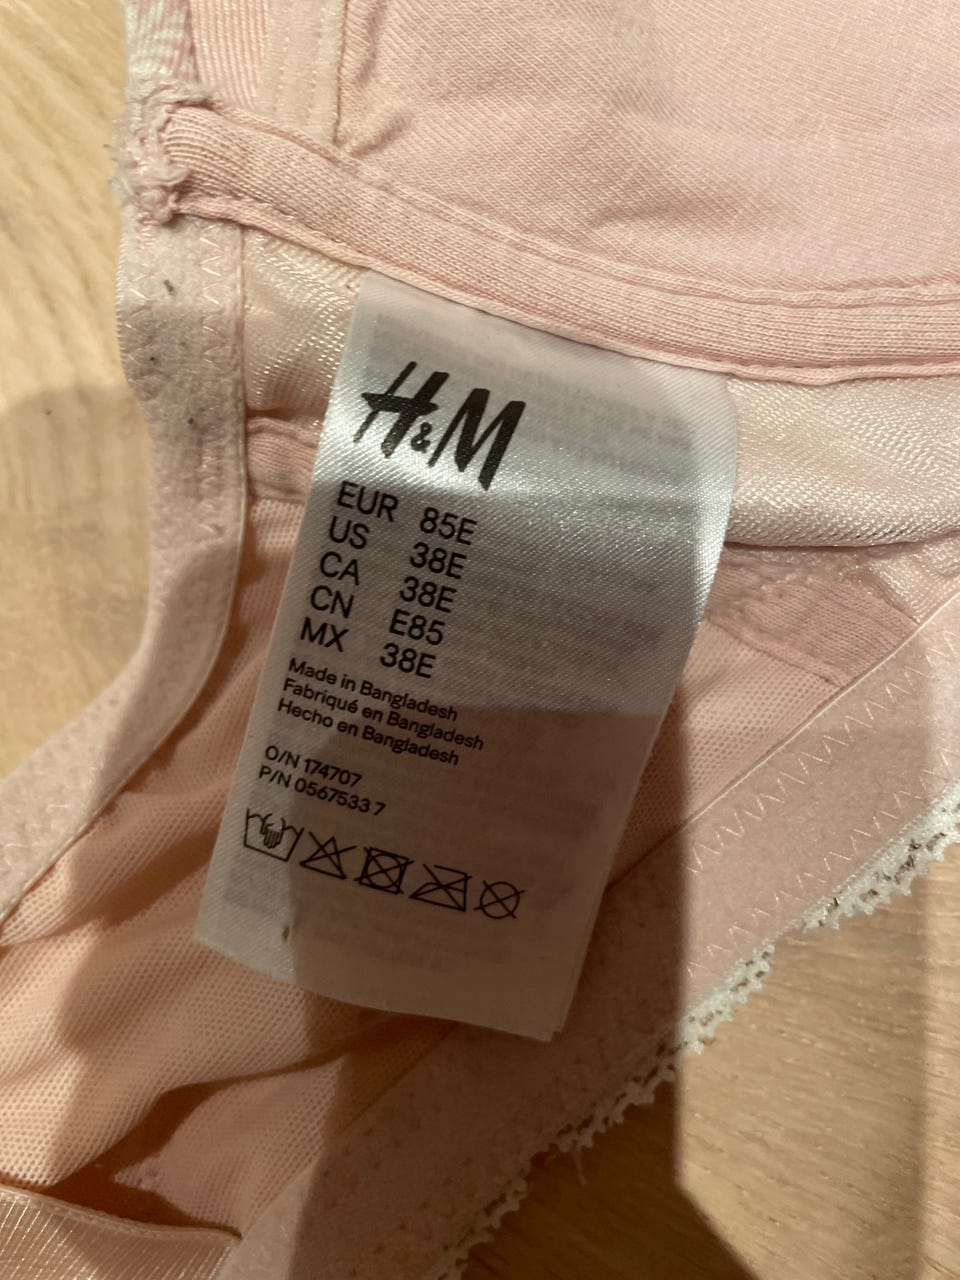 H&M
EUR 85E
US 38E
CA 38E
CN E85
MX 38E
Made in Bangladesh
Fabriqué en Bangladesh
Hecho en Bangladesh
O/N 174707
P/N 0567533 7